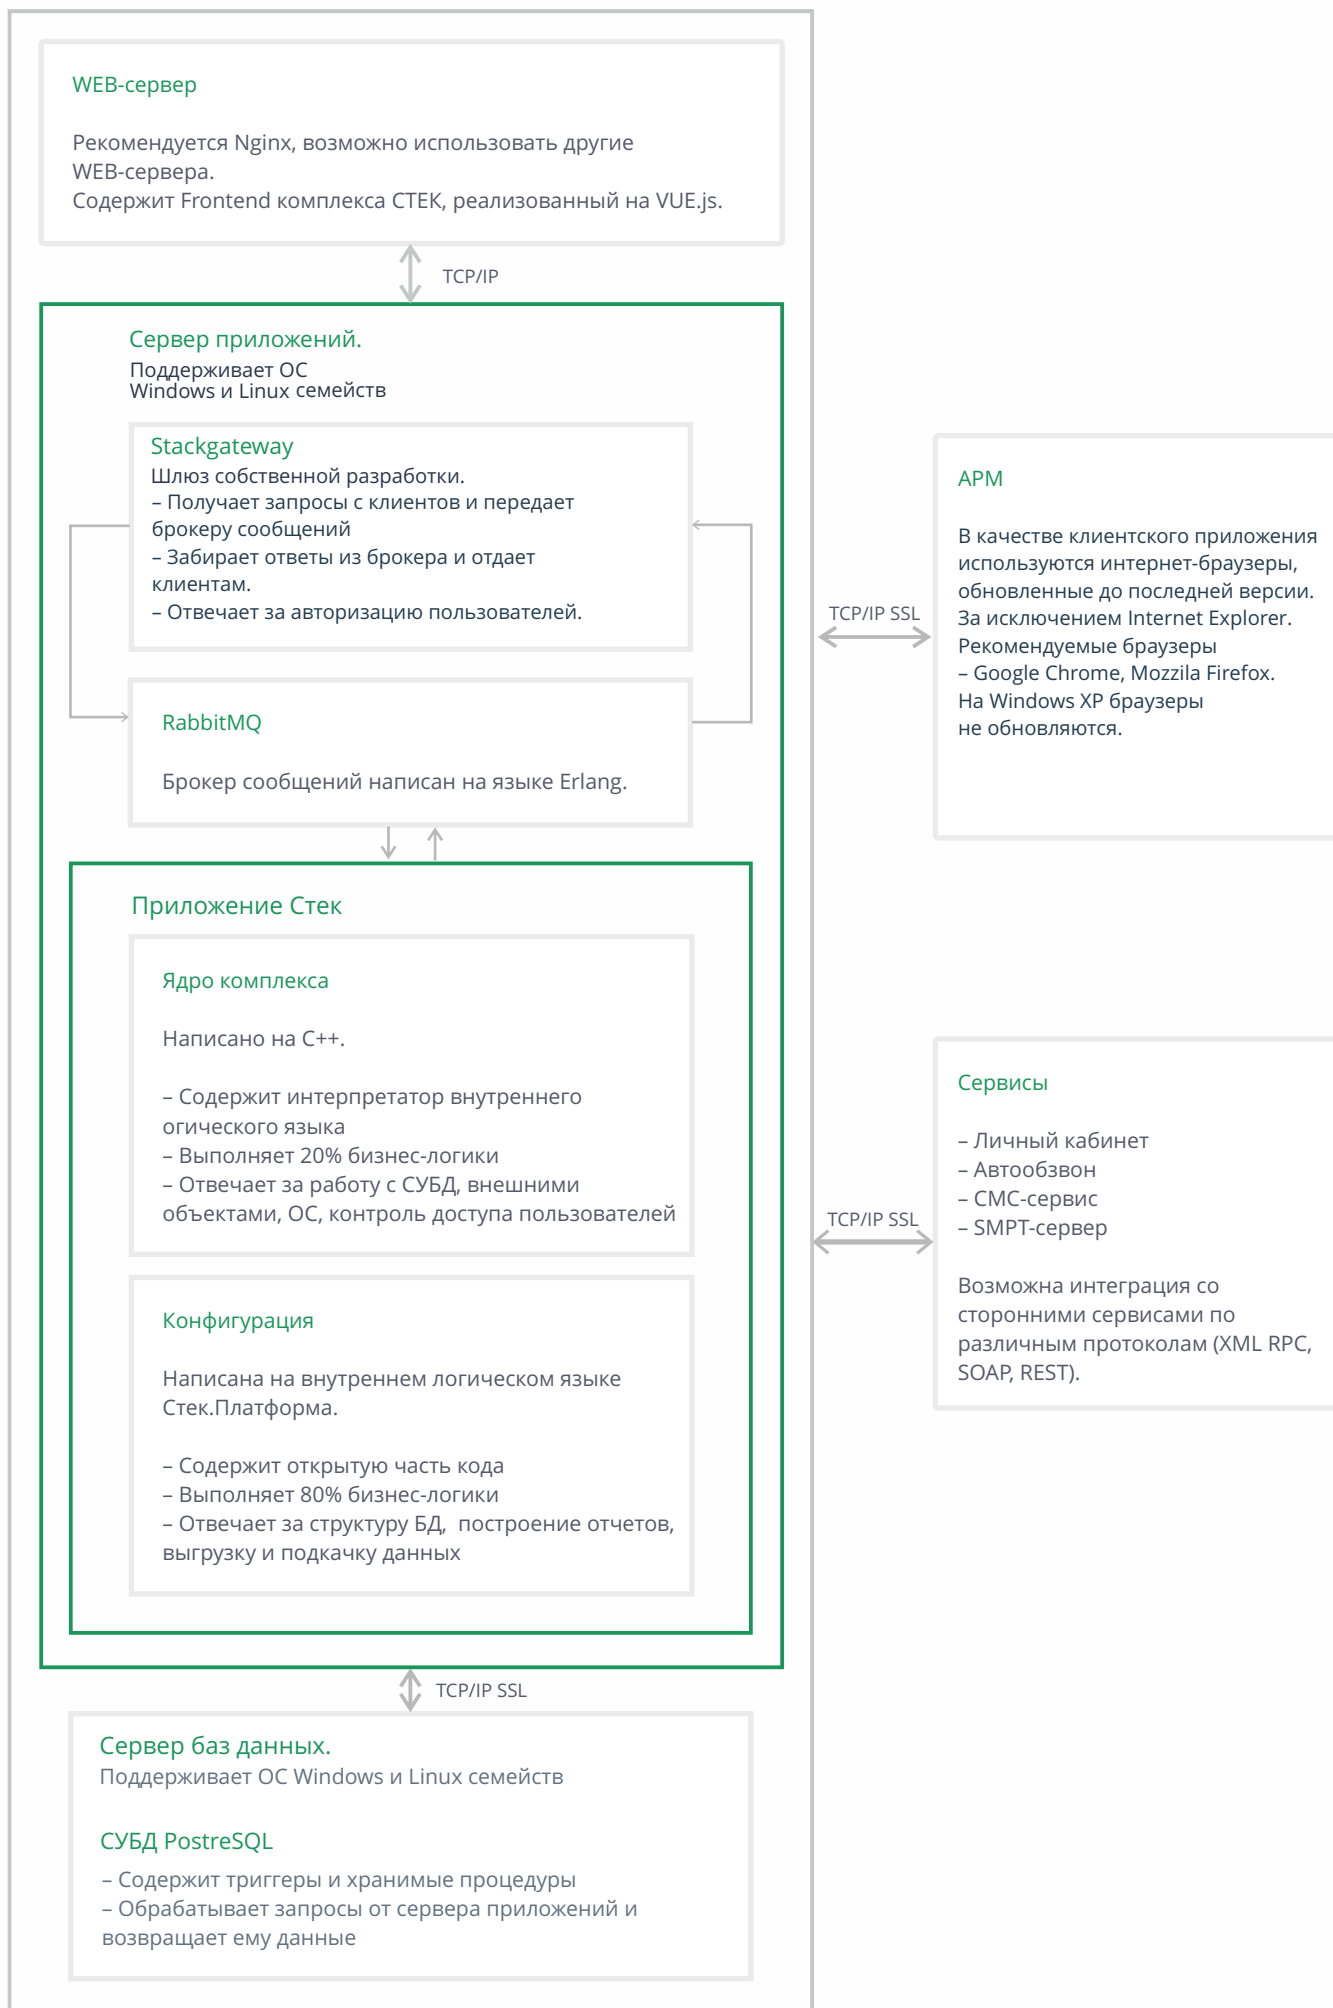 WEB-сервер
Рекомендуется Nginx, возможно использовать другие
WEB-сервера.
Содержит Frontend комплекса СТЕК, реализованный на VUE.js.
TCP/IP
Сервер приложений.
Поддерживает ОС
Windows и Linux семейств
Stackgateway
Шлюз собственной разработки.
– Получает запросы с клиентов и передает
брокеру сообщений
– Забирает ответы из брокера и отдает
клиентам.
– Отвечает за авторизацию пользователей.
RabbitMQ
Брокер сообщений написан на языке Erlang.
Приложение Стек
Ядро комплекса
Написано на C++.
– Содержит интерпретатор внутреннего
огического языка
– Выполняет 20% бизнес-логики
– Отвечает за работу с СУБД, внешними
объектами, ОС, контроль доступа пользователей
Конфигурация
Написана на внутреннем логическом языке
Стек.Платформа.
– Содержит открытую часть кода
– Выполняет 80% бизнес-логики
– Отвечает за структуру БД,  построение отчетов,
выгрузку и подкачку данных
TCP/IP SSL
Сервер баз данных.
Поддерживает ОС Windows и Linux семейств
СУБД PostreSQL
– Содержит триггеры и хранимые процедуры
– Обрабатывает запросы от сервера приложений и
возвращает ему данные
TCP/IP SSL
АРМ
В качестве клиентского приложения
используются интернет-браузеры,
обновленные до последней версии.
За исключением Internet Explorer.
Рекомендуемые браузеры
– Google Chrome, Mozzila Firefox.
На Windows XP браузеры
не обновляются.
TCP/IP SSL
Сервисы
– Личный кабинет
– Автообзвон
– СМС-сервис
– SMPT-сервер
Возможна интеграция со
сторонними сервисами по
различным протоколам (XML RPC,
SOAP, REST).